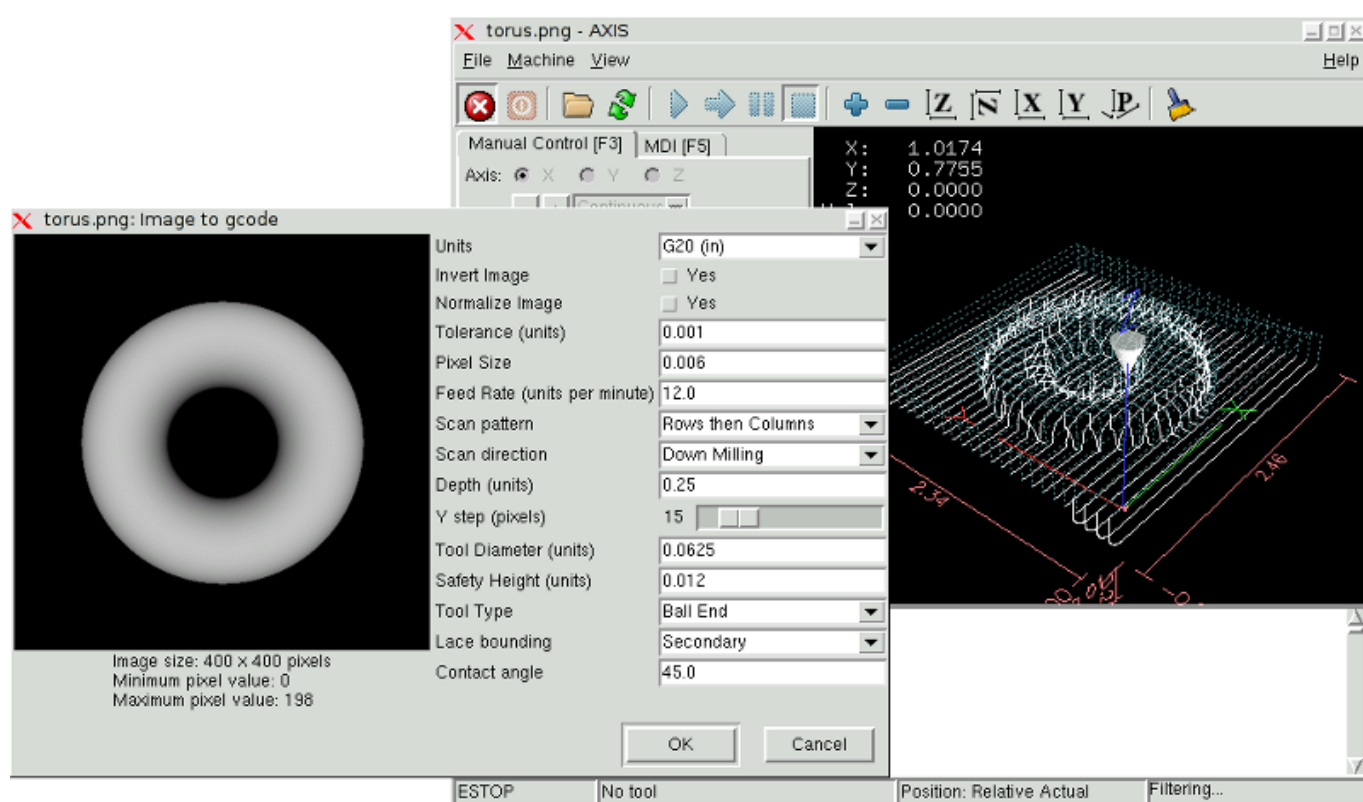 torus.png - AXIS
File Machine View Help
Z N X Y P
Manual Control [F3] MDI [F5]
Axis: X Y Z
Continuous
X: 1.0174
Y: 0.7755
Z: 0.0000
0.0000
torus.png: Image to gcode
Units G20 (in)
Invert Image Yes
Normalize Image Yes
Tolerance (units) 0.001
Pixel Size 0.006
Feed Rate (units per minute) 12.0
Scan pattern Rows then Columns
Scan direction Down Milling
Depth (units) 0.25
Y step (pixels) 15
Tool Diameter (units) 0.0625
Safety Height (units) 0.012
Tool Type Ball End
Lace bounding Secondary
Contact angle 45.0
Image size: 400 x 400 pixels
Minimum pixel value: 0
Maximum pixel value: 198
OK Cancel
X
Y
2.34
2.46
ESTOP No tool Position: Relative Actual Filtering...